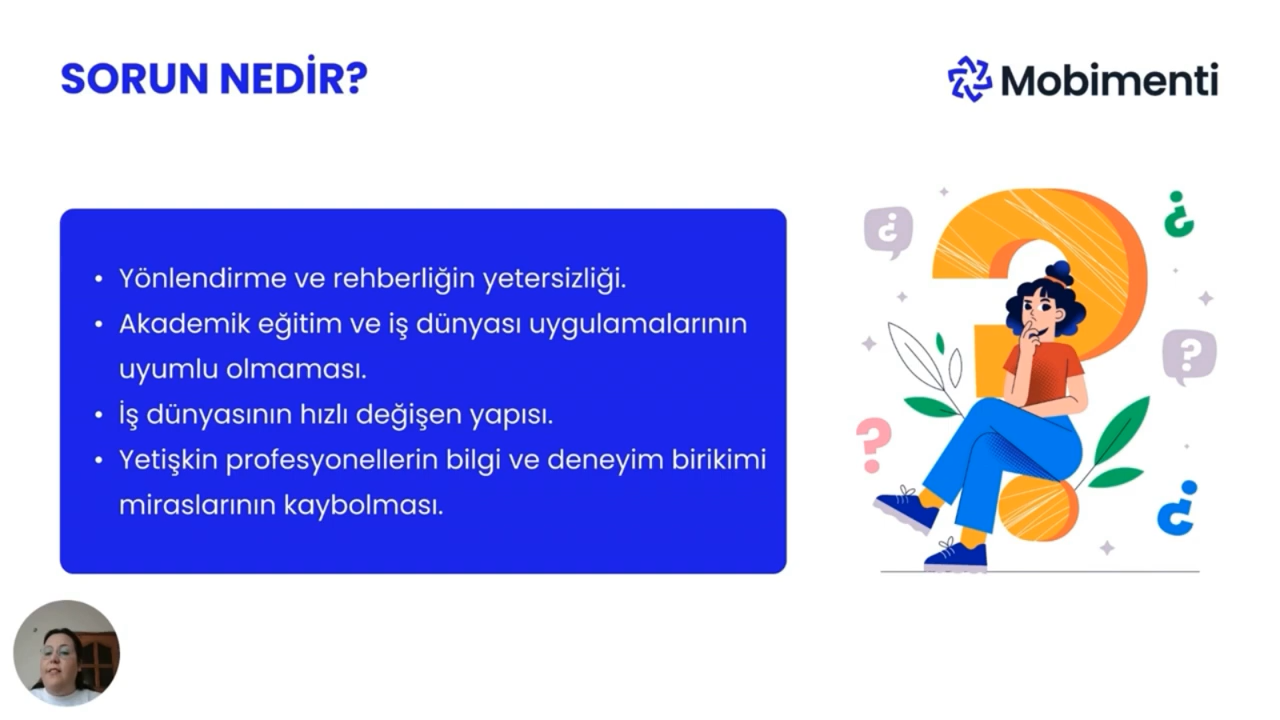 SORUN NEDİR?
Mobimenti
• Yönlendirme ve rehberliğin yetersizliği.
• Akademik eğitim ve iş dünyası uygulamalarının
uyumlu olmaması.
• İş dünyasının hızlı değişen yapısı.
• Yetişkin profesyonellerin bilgi ve deneyim birikimi
miraslarının kaybolması.